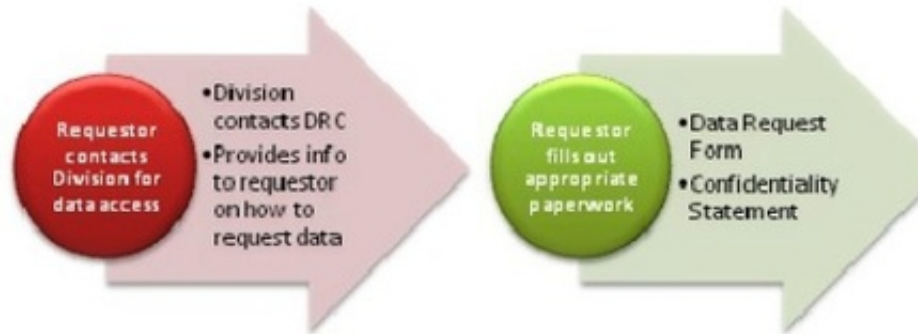 Requestor
contacts
Division for
data access
•Division
contacts DRC
•Provides info
to requestor
on how to
request data
Requestor
fills out
appropriate
paperwork
•Data Request
Form
•Confidentiality
Statement